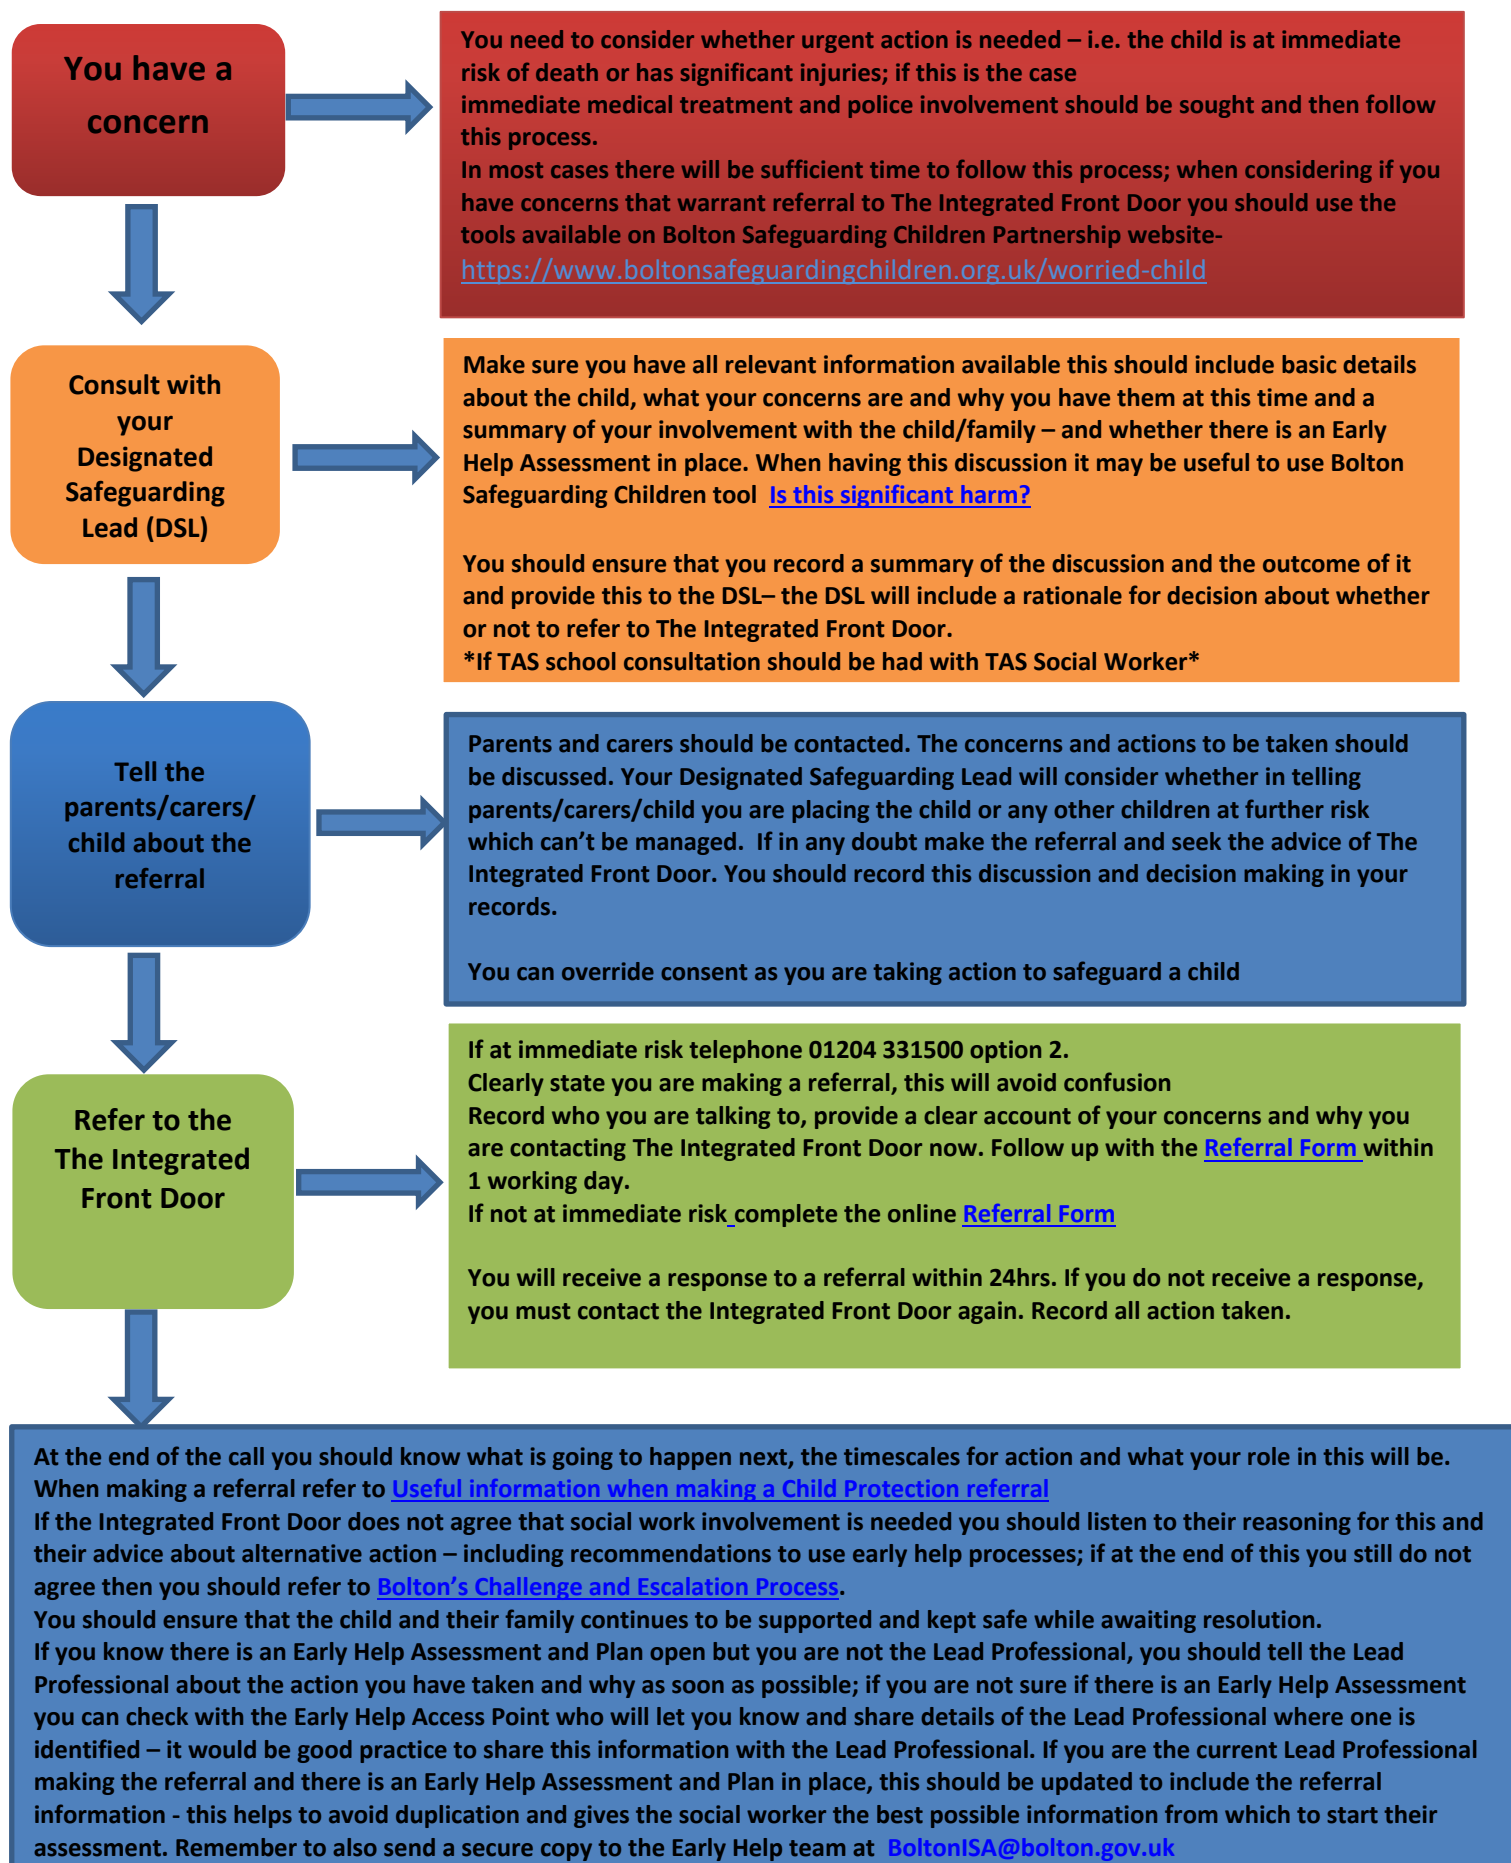 You have a
concern
You need to consider whether urgent action is needed – i.e. the child is at immediate
risk of death or has significant injuries; if this is the case
immediate medical treatment and police involvement should be sought and then follow
this process.
In most cases there will be sufficient time to follow this process; when considering if you
have concerns that warrant referral to The Integrated Front Door you should use the
tools available on Bolton Safeguarding Children Partnership website-
https://www.boltonsafeguardingchildren.org.uk/worried-child
Consult with
your
Designated
Safeguarding
Lead (DSL)
Make sure you have all relevant information available this should include basic details
about the child, what your concerns are and why you have them at this time and a
summary of your involvement with the child/family – and whether there is an Early
Help Assessment in place. When having this discussion it may be useful to use Bolton
Safeguarding Children tool  Is this significant harm?
You should ensure that you record a summary of the discussion and the outcome of it
and provide this to the DSL– the DSL will include a rationale for decision about whether
or not to refer to The Integrated Front Door.
*If TAS school consultation should be had with TAS Social Worker*
Tell the
parents/carers/
child about the
referral
Parents and carers should be contacted. The concerns and actions to be taken should
be discussed. Your Designated Safeguarding Lead will consider whether in telling
parents/carers/child you are placing the child or any other children at further risk
which can’t be managed.  If in any doubt make the referral and seek the advice of The
Integrated Front Door. You should record this discussion and decision making in your
records.
You can override consent as you are taking action to safeguard a child
Refer to the
The Integrated
Front Door
If at immediate risk telephone 01204 331500 option 2.
Clearly state you are making a referral, this will avoid confusion
Record who you are talking to, provide a clear account of your concerns and why you
are contacting The Integrated Front Door now. Follow up with the Referral Form within
1 working day.
If not at immediate risk complete the online Referral Form
You will receive a response to a referral within 24hrs. If you do not receive a response,
you must contact the Integrated Front Door again. Record all action taken.
At the end of the call you should know what is going to happen next, the timescales for action and what your role in this will be.
When making a referral refer to Useful information when making a Child Protection referral
If the Integrated Front Door does not agree that social work involvement is needed you should listen to their reasoning for this and
their advice about alternative action – including recommendations to use early help processes; if at the end of this you still do not
agree then you should refer to Bolton’s Challenge and Escalation Process.
You should ensure that the child and their family continues to be supported and kept safe while awaiting resolution.
If you know there is an Early Help Assessment and Plan open but you are not the Lead Professional, you should tell the Lead
Professional about the action you have taken and why as soon as possible; if you are not sure if there is an Early Help Assessment
you can check with the Early Help Access Point who will let you know and share details of the Lead Professional where one is
identified – it would be good practice to share this information with the Lead Professional. If you are the current Lead Professional
making the referral and there is an Early Help Assessment and Plan in place, this should be updated to include the referral
information - this helps to avoid duplication and gives the social worker the best possible information from which to start their
assessment. Remember to also send a secure copy to the Early Help team at  BoltonISA@bolton.gov.uk